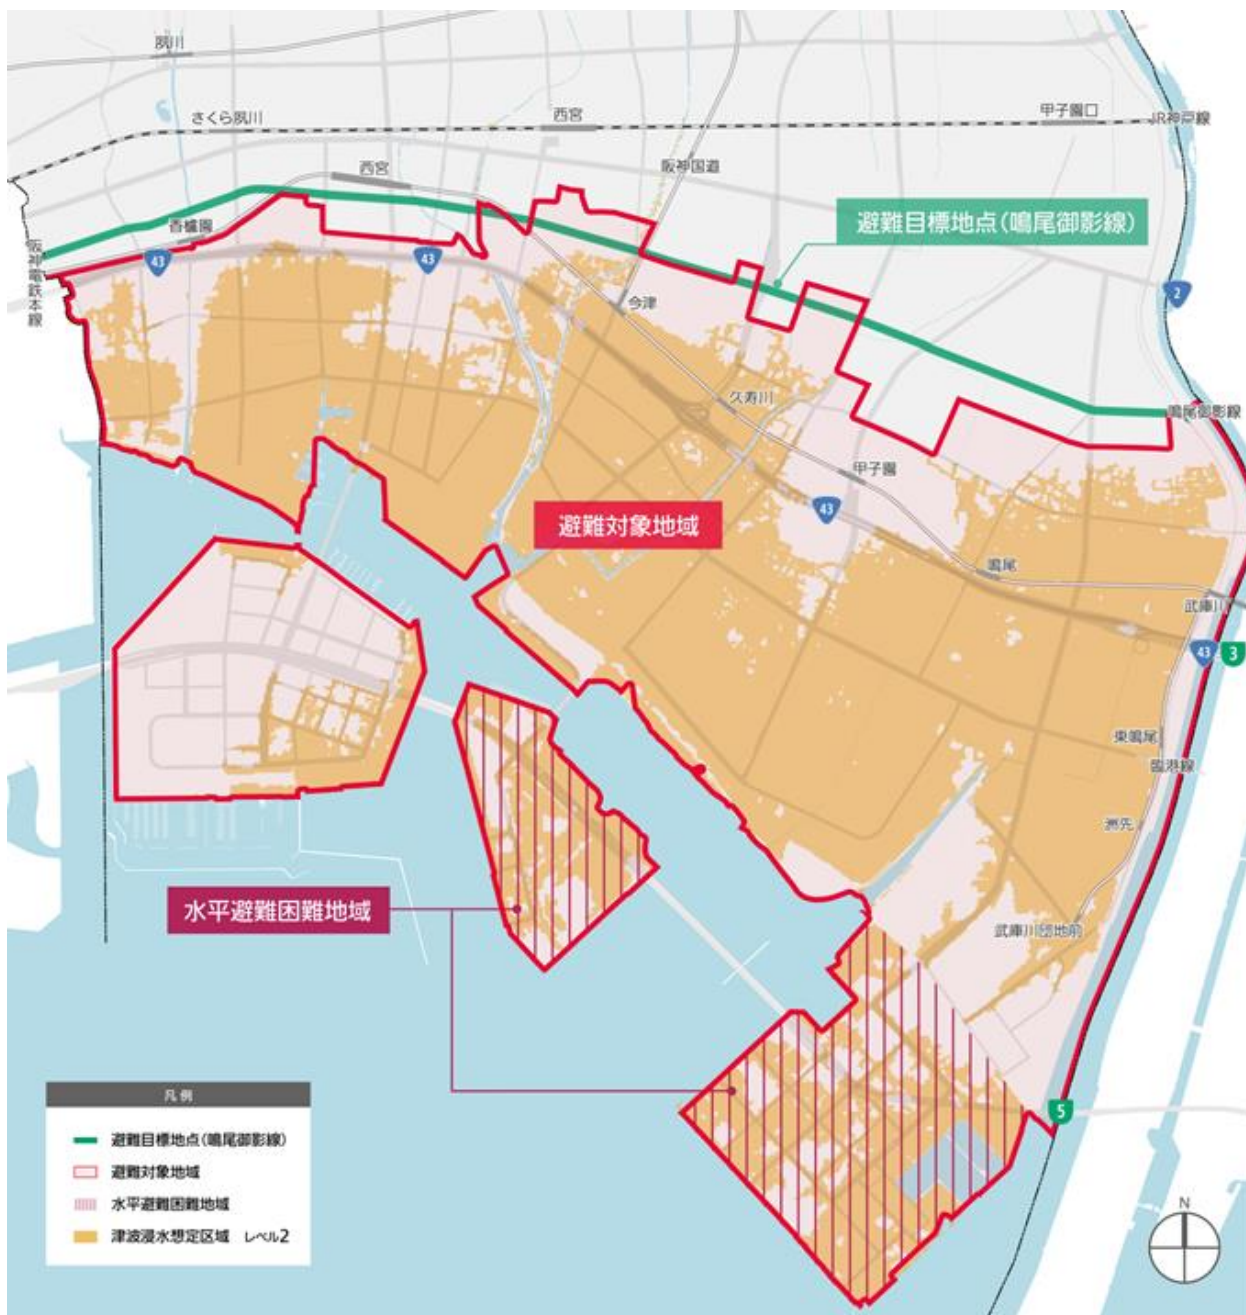 夙川
さくら夙川
西宮
甲子園口
JR神戸線
西宮
阪神国道
香櫨園
避難目標地点(鳴尾御影線)
阪神電鉄本線
43
43
2
今津
久寿川
鳴尾御影線
甲子園
43
避難対象地域
鳴尾
武庫川
43
3
東鳴尾
臨港線
洲先
水平避難困難地域
武庫川団地前
5
凡例
避難目標地点(鳴尾御影線)
避難対象地域
水平避難困難地域
津波浸水想定区域 レベル2
N